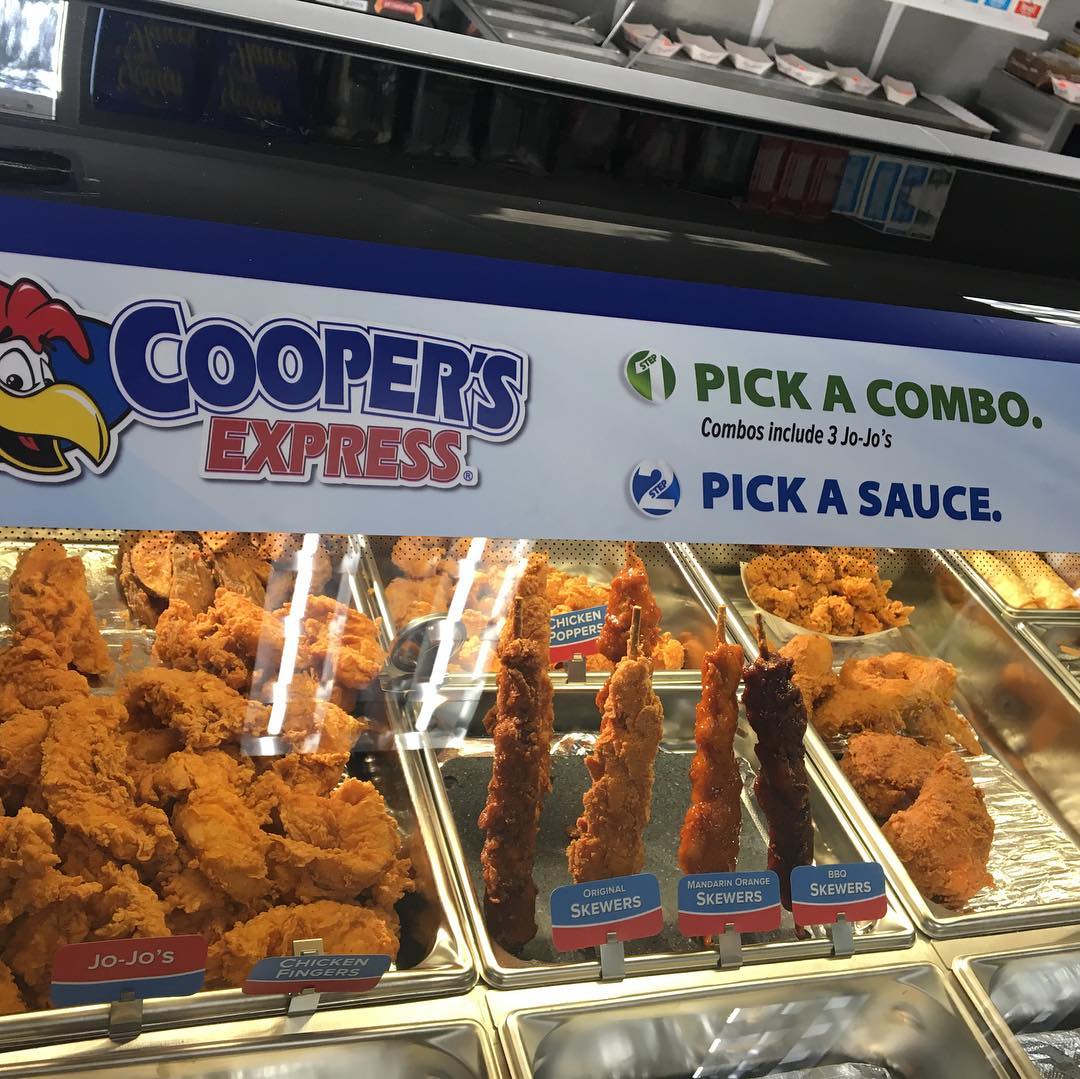 COOPER'S
EXPRESS®
STEP 1 PICK A COMBO.
Combos include 3 Jo-Jo's
STEP 2 PICK A SAUCE.
CHICKEN
POPPERS
ORIGINAL
SKEWERS
MANDARIN ORANGE
SKEWERS
BBQ
SKEWERS
JO-JO'S
CHICKEN
FINGERS